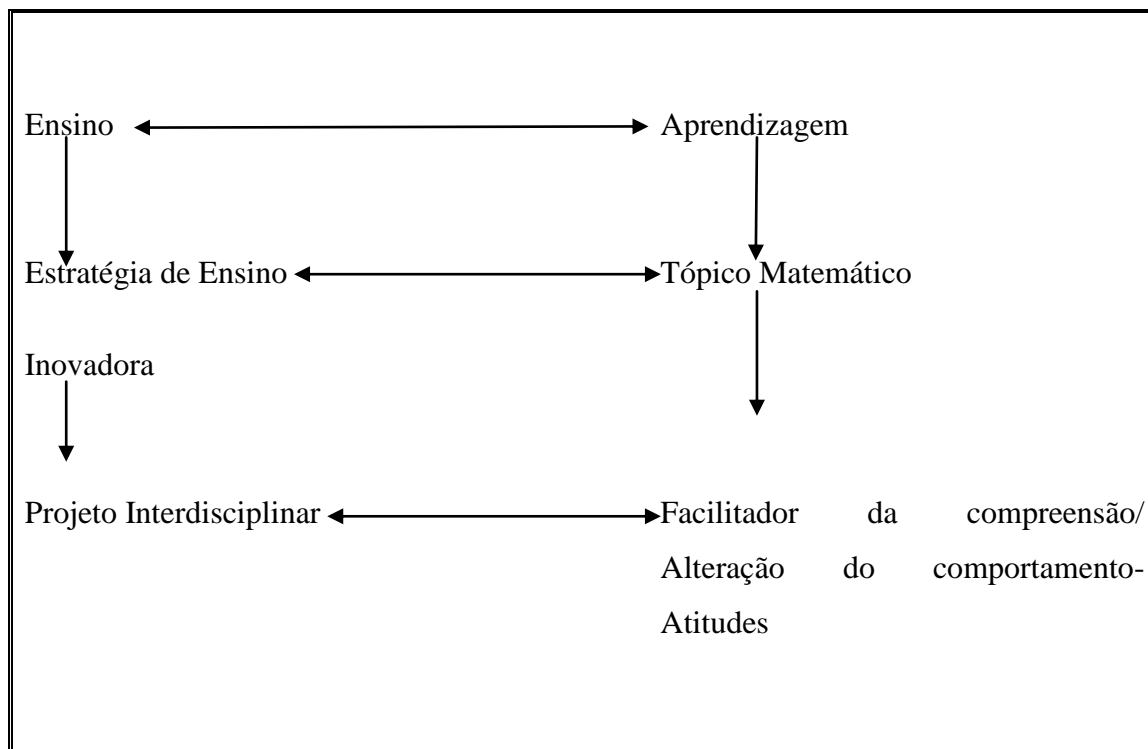 Ensino Aprendizagem
Estratégia de Ensino Tópico Matemático
Inovadora
Projeto Interdisciplinar Facilitador da compreensão/
Alteração do comportamento-
Atitudes